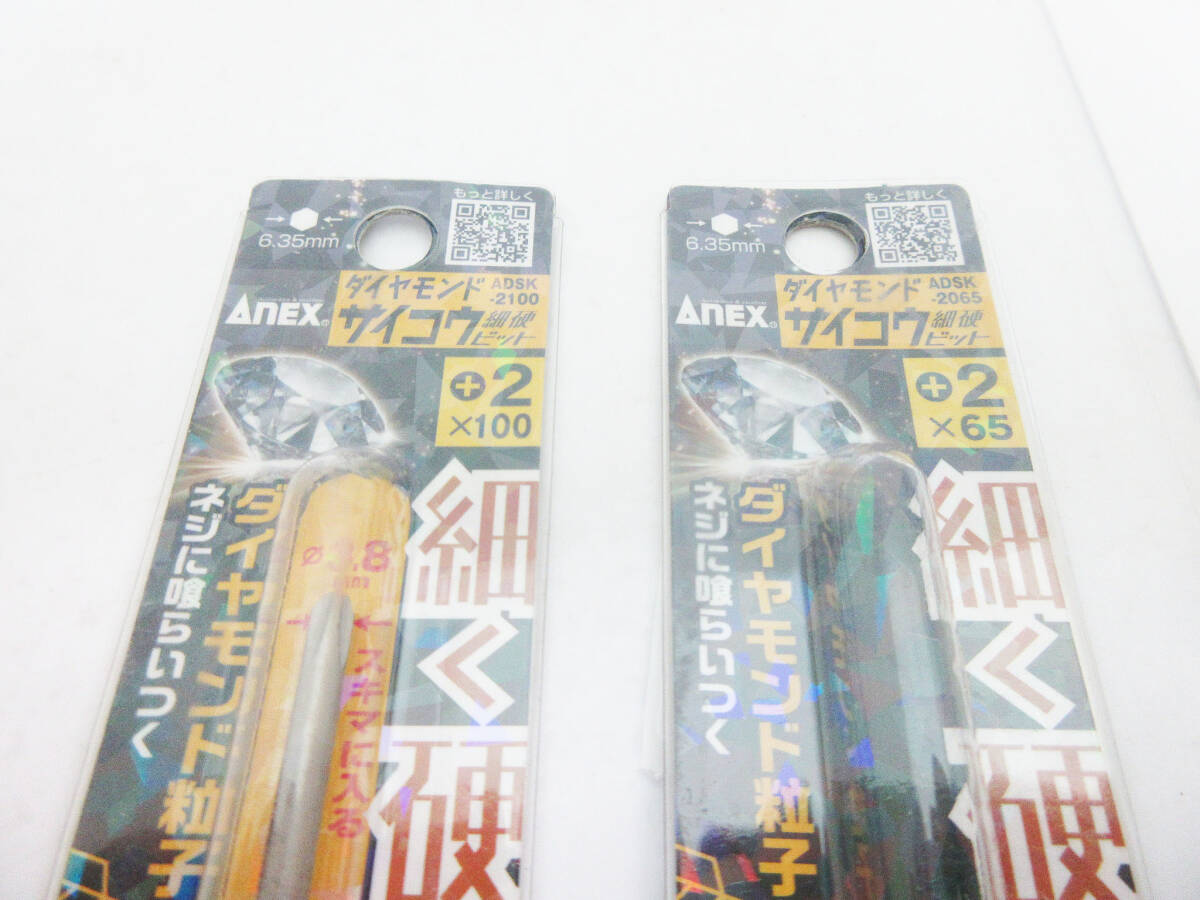 6.35mm
もっと詳しく
ANEX
ダイヤモンド
ADSK
-2100
サイコウ
細硬
ビット
+2
×100
ダイヤモンド粒子
ネジに喰らいつく
ø3.8
mm
スキマに入る
細く硬
6.35mm
もっと詳しく
ANEX
ダイヤモンド
ADSK
-2065
サイコウ
細硬
ビット
+2
×65
ダイヤモンド粒子
ネジに喰らいつく
細く硬